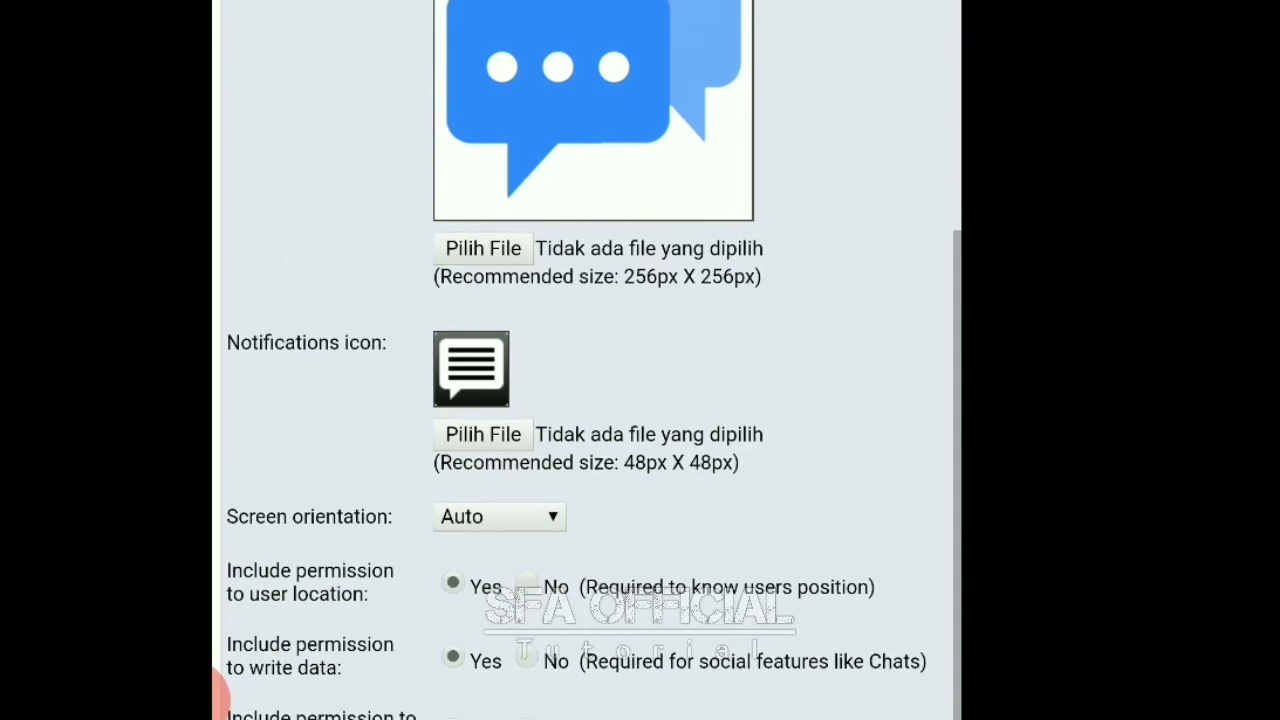 Pilih File Tidak ada file yang dipilih
(Recommended size: 256px X 256px)
Notifications icon:
Pilih File Tidak ada file yang dipilih
(Recommended size: 48px X 48px)
Screen orientation: Auto
Include permission
to user location:
Yes No (Required to know users position)
SFA OFFICIAL
Tutorial
Include permission
to write data:
Yes No (Required for social features like Chats)
Include permission to